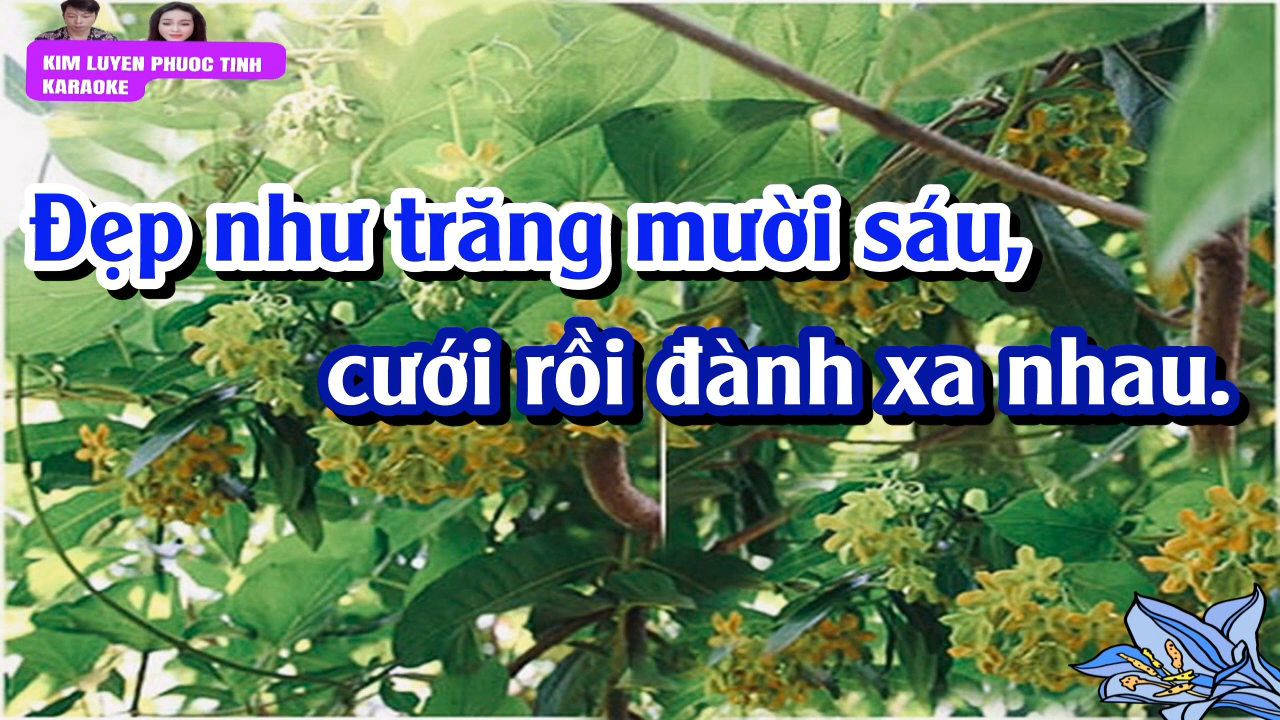 KIM LUYEN PHUOC TINH
KARAOKE
Đẹp như trăng mười sáu,
cưới rồi đành xa nhau.